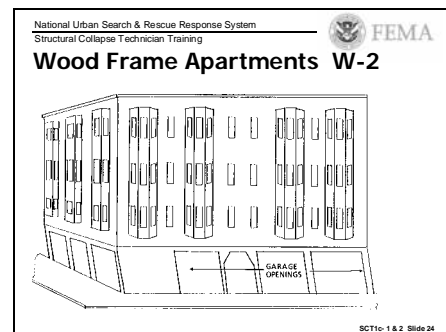 National Urban Search & Rescue Response System
Structural Collapse Technician Training
FEMA
Wood Frame Apartments W-2
GARAGE
OPENINGS
SCT1c- 1 & 2 Slide 24